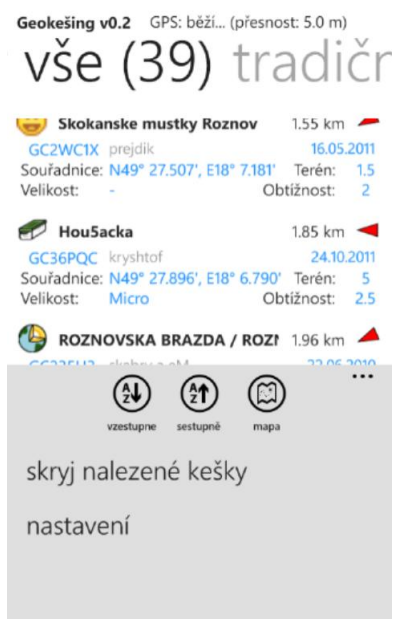 Geokešing v0.2 GPS: běží... (přesnost: 5.0 m)
vše (39) tradičr
Skokanske mustky Roznov 1.55 km
GC2WC1X prejdik 16.05.2011
Souřadnice: N49° 27.507', E18° 7.181' Terén: 1.5
Velikost: - Obtížnost: 2
Hou5acka 1.85 km
GC36PQC kryshtof 24.10.2011
Souřadnice: N49° 27.896', E18° 6.790' Terén: 5
Velikost: Micro Obtížnost: 2.5
ROZNOVSKA BRAZDA / ROZI 1.96 km
...
vzestupne sestupně mapa
skryj nalezené kešky
nastavení